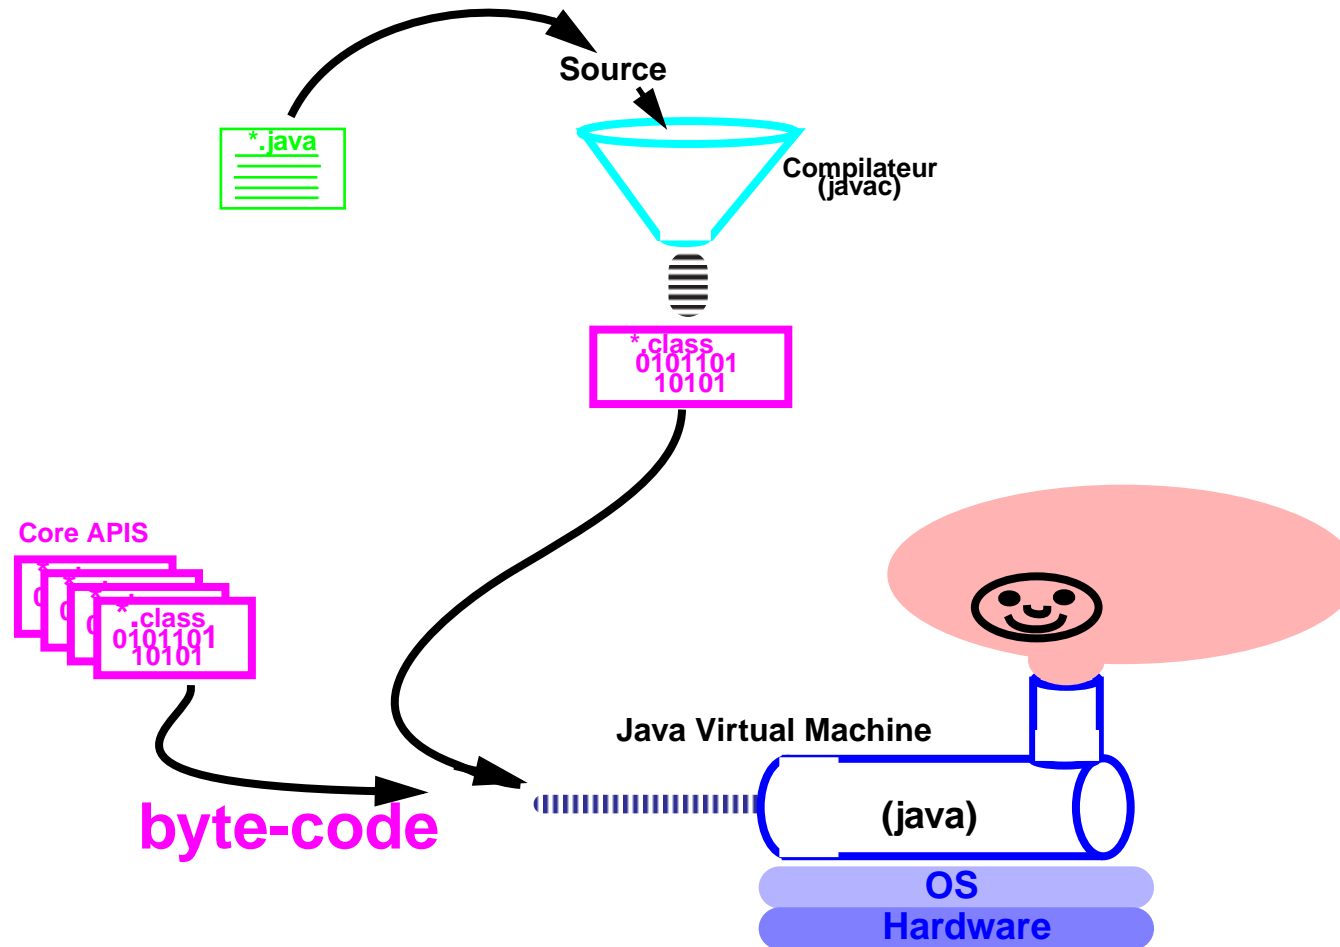 Source
*.java
Compilateur
(javac)
*.class
0101101
10101
Core APIS
*.class
0101101
10101
Java Virtual Machine
byte-code
(java)
OS
Hardware